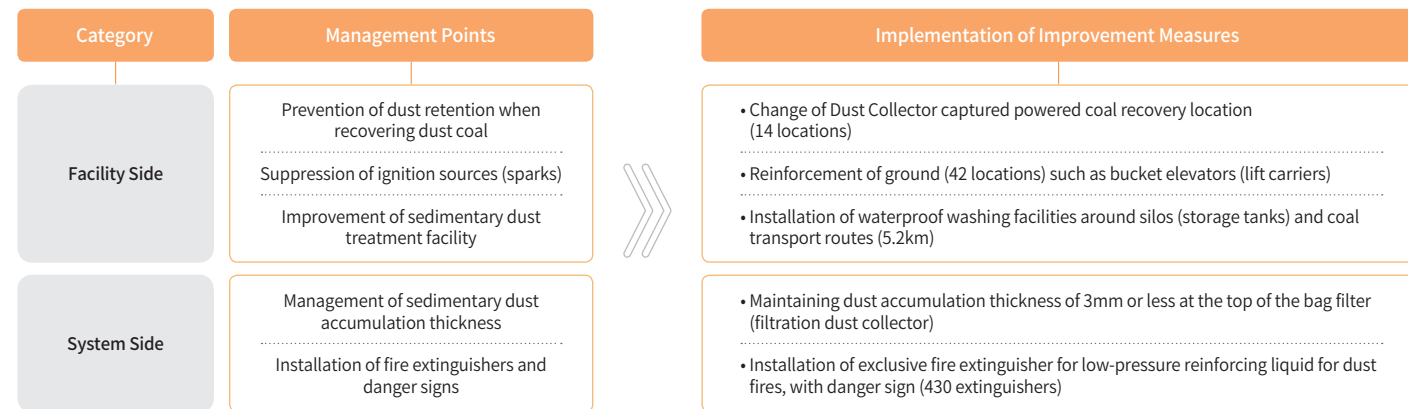 Category
Management Points
Implementation of Improvement Measures
Facility Side
Prevention of dust retention when
recovering dust coal
• Change of Dust Collector captured powered coal recovery location
(14 locations)
Suppression of ignition sources (sparks)
• Reinforcement of ground (42 locations) such as bucket elevators (lift carriers)
Improvement of sedimentary dust
treatment facility
• Installation of waterproof washing facilities around silos (storage tanks) and coal
transport routes (5.2km)
System Side
Management of sedimentary dust
accumulation thickness
• Maintaining dust accumulation thickness of 3mm or less at the top of the bag filter
(filtration dust collector)
Installation of fire extinguishers and
danger signs
• Installation of exclusive fire extinguisher for low-pressure reinforcing liquid for dust
fires, with danger sign (430 extinguishers)